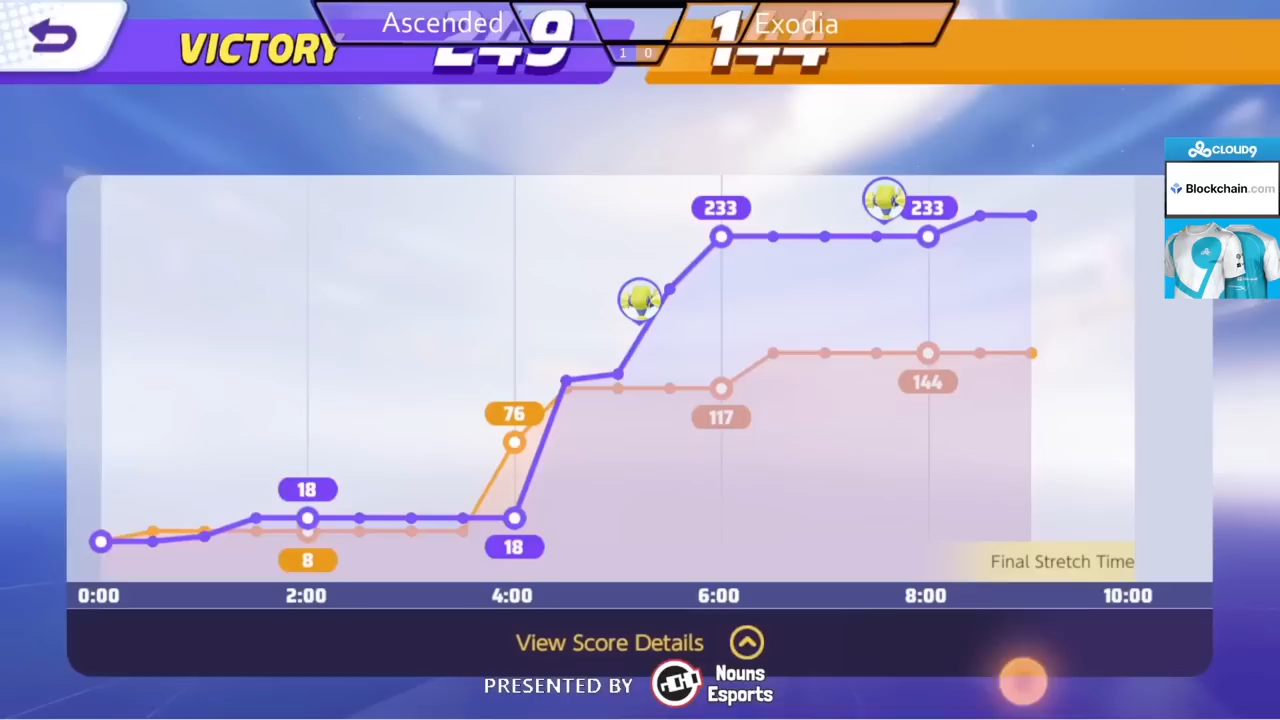 Ascended
Exodia
VICTORY
249
144
1 0
CLOUD9
Blockchain.com
233
233
76
144
117
18
8
18
Final Stretch Time
0:00 2:00 4:00 6:00 8:00 10:00
View Score Details
PRESENTED BY
Nouns
Esports